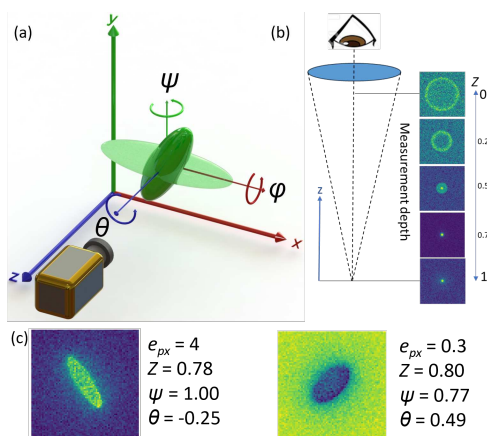 (a)
y
ψ
φ
θ
x
z
(b)
Z
0
0.2
0.5
0.7
1
Measurement depth
z
(c)
e_px = 4
Z = 0.78
ψ = 1.00
θ = -0.25
e_px = 0.3
Z = 0.80
ψ = 0.77
θ = 0.49